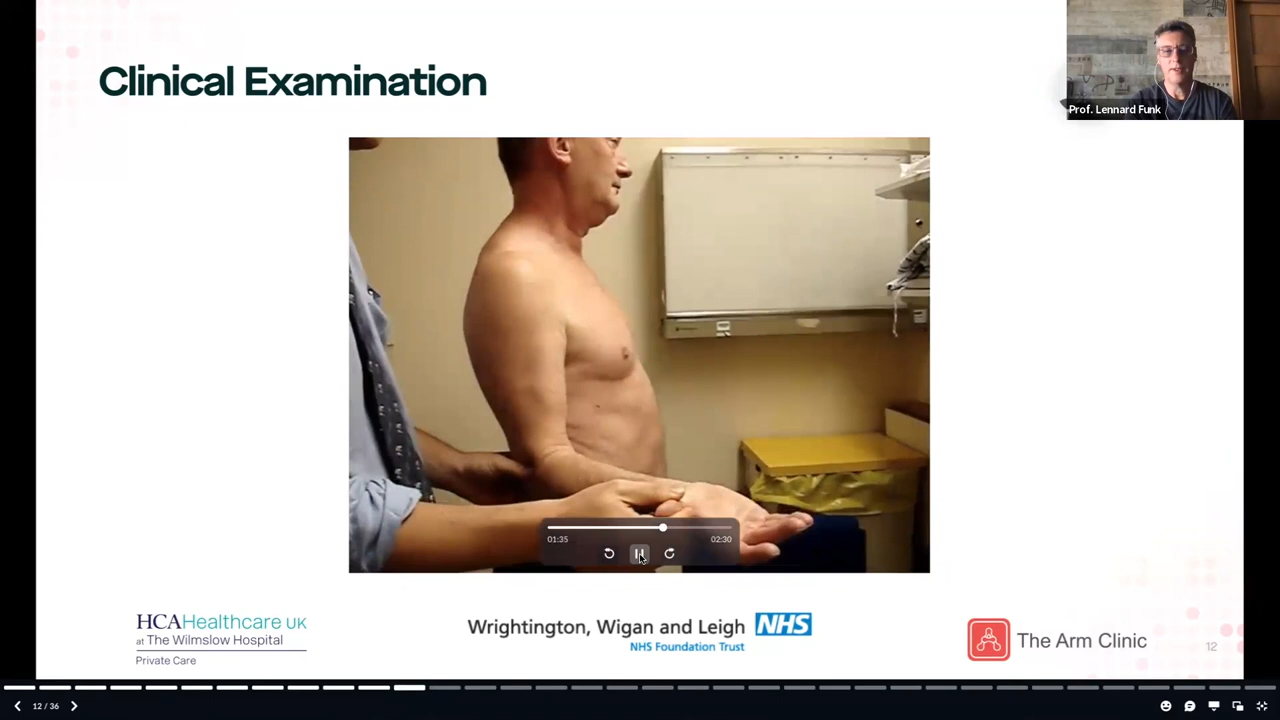 Clinical Examination
Prof. Lennard Funk
01:35
02:30
HCAHealthcare UK
at The Wilmslow Hospital
Private Care
Wrightington, Wigan and Leigh NHS
NHS Foundation Trust
The Arm Clinic
12
12 / 36